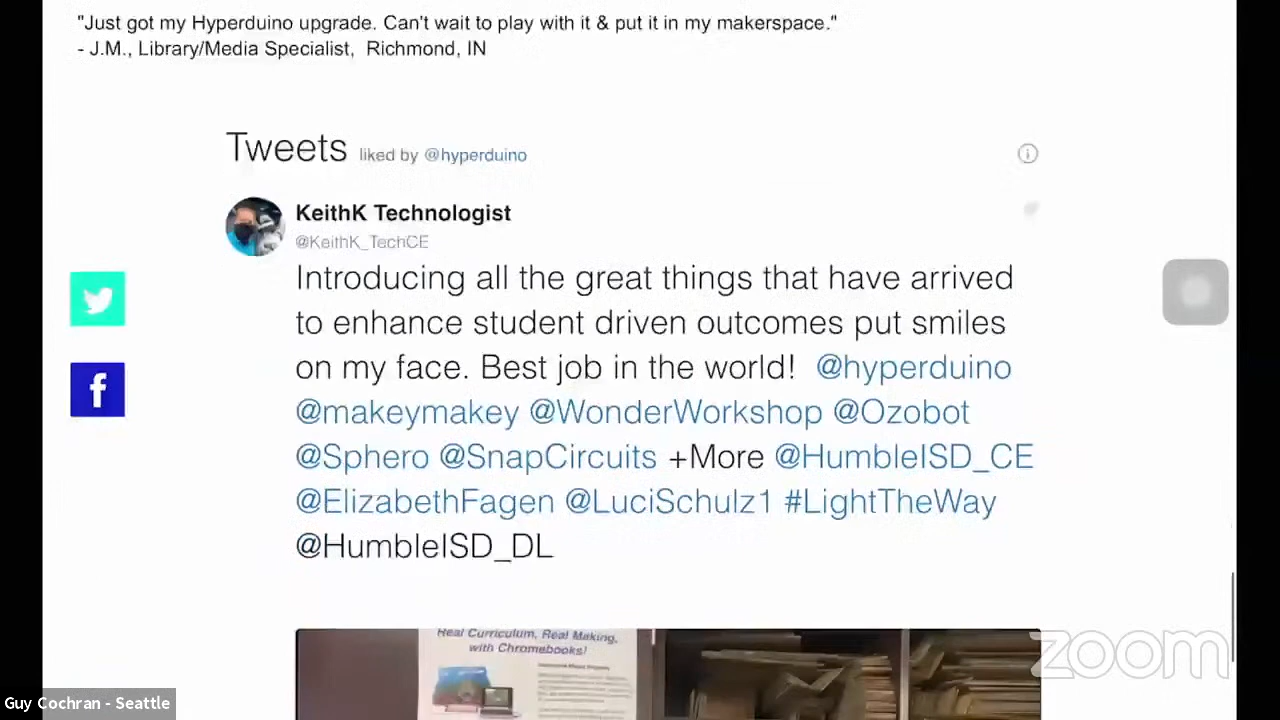 "Just got my Hyperduino upgrade. Can't wait to play with it & put it in my makerspace."
- J.M., Library/Media Specialist, Richmond, IN
Tweets liked by @hyperduino
KeithK Technologist
@KeithK_TechCE
Introducing all the great things that have arrived
to enhance student driven outcomes put smiles
on my face. Best job in the world! @hyperduino
@makeymakey @WonderWorkshop @Ozobot
@Sphero @SnapCircuits +More @HumbleISD_CE
@ElizabethFagen @LuciSchulz1 #LightTheWay
@HumbleISD_DL
Real Curriculum, Real Making,
with Chromebooks!
zoom
Guy Cochran - Seattle